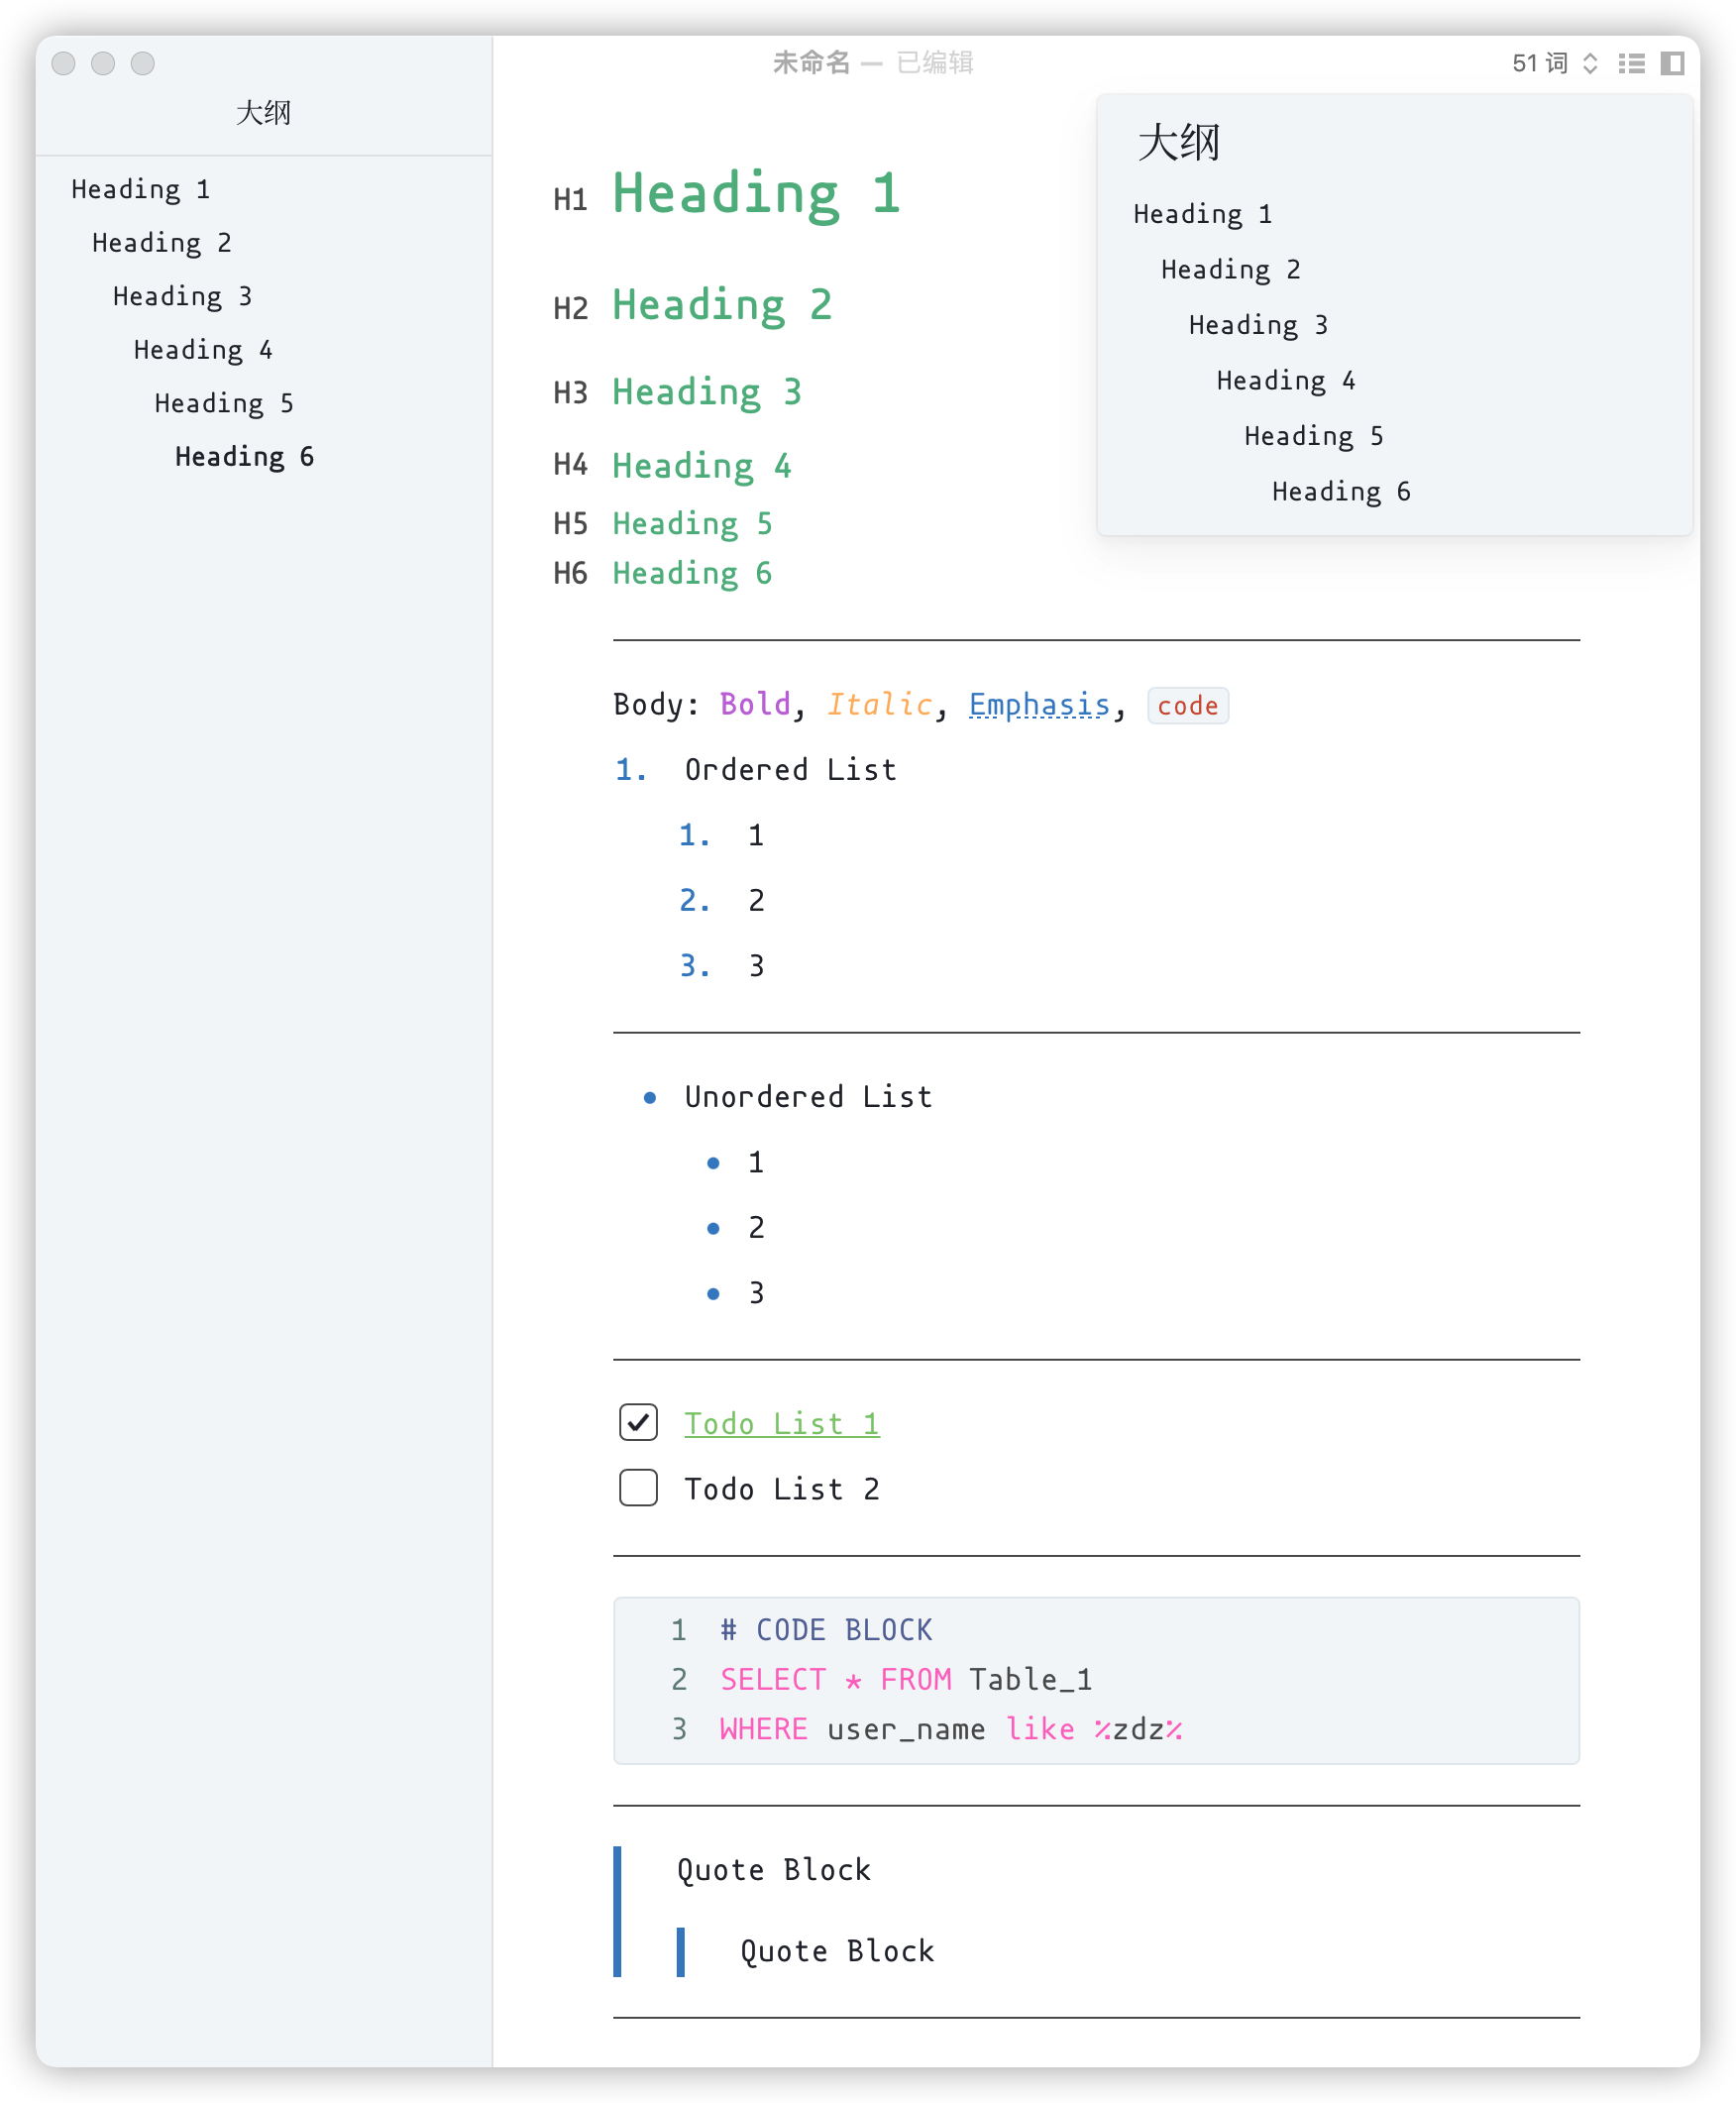 未命名 — 已编辑
51 词
大纲
Heading 1
Heading 2
Heading 3
Heading 4
Heading 5
Heading 6
大纲
Heading 1
Heading 2
Heading 3
Heading 4
Heading 5
Heading 6
H1 Heading 1
H2 Heading 2
H3 Heading 3
H4 Heading 4
H5 Heading 5
H6 Heading 6
Body: Bold, Italic, Emphasis, code
1. Ordered List
1. 1
2. 2
3. 3
• Unordered List
• 1
• 2
• 3
Todo List 1
Todo List 2
1 # CODE BLOCK
2 SELECT * FROM Table_1
3 WHERE user_name like %zdz%
Quote Block
Quote Block